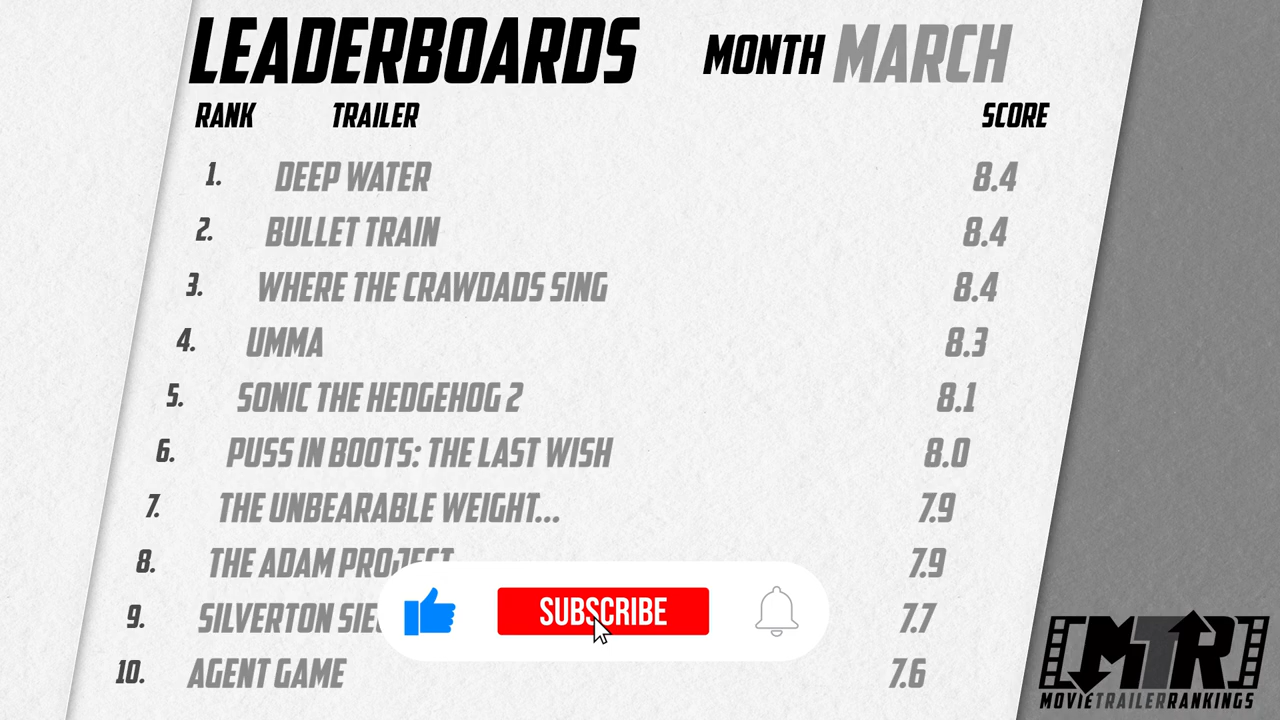 LEADERBOARDS MONTH MARCH
RANK TRAILER SCORE
1. DEEP WATER 8.4
2. BULLET TRAIN 8.4
3. WHERE THE CRAWDADS SING 8.4
4. UMMA 8.3
5. SONIC THE HEDGEHOG 2 8.1
6. PUSS IN BOOTS: THE LAST WISH 8.0
7. THE UNBEARABLE WEIGHT... 7.9
8. THE ADAM PROJECT 7.9
9. SILVERTON 7.7
SUBSCRIBE
10. AGENT GAME 7.6
MTR
MOVIETRAILERRANKINGS